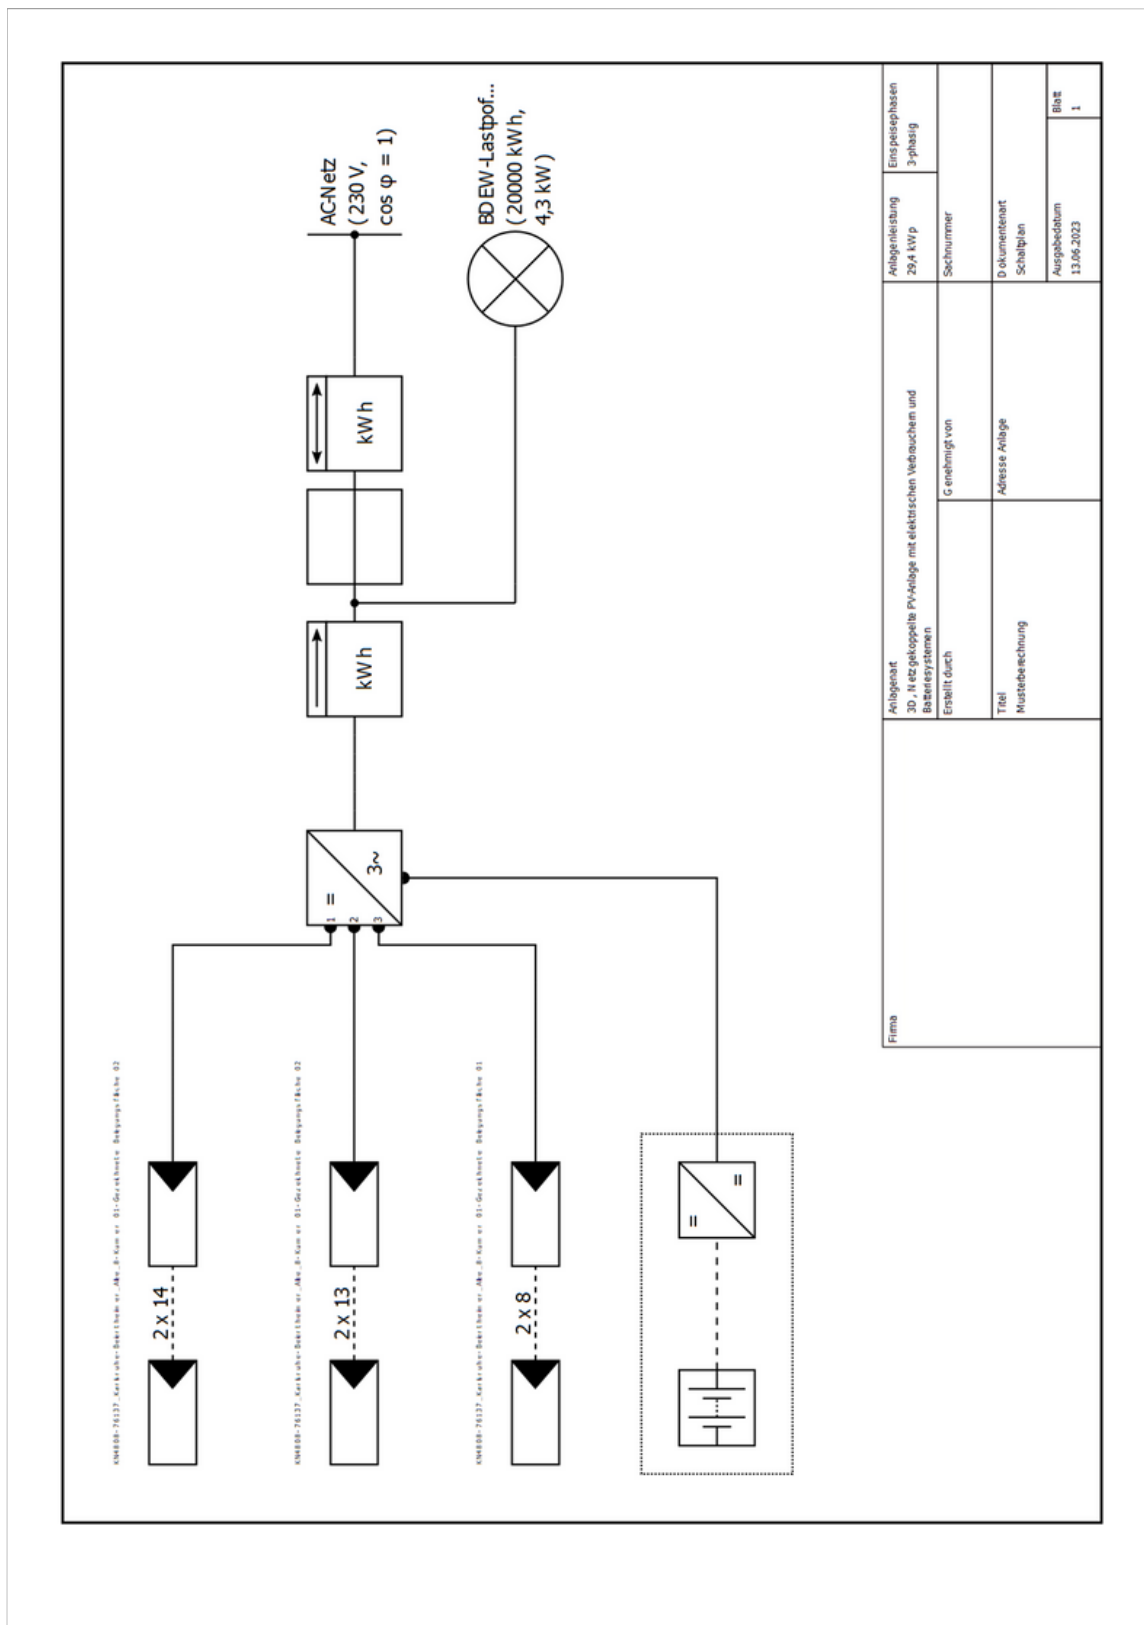 AC-Netz
(230 V,
cos φ = 1)
BDEW-Lastprof...
(20000 kWh,
4,3 kW)
kWh
kWh
3~
=
1
2
3
2 x 14
2 x 13
2 x 8
=
=
Firma
Anlagenart
3D, Netzgekoppelte PV-Anlage mit elektrischen Verbrauchern und
Batteriesystemen
Anlagenleistung
29,4 kWp
Einspeisephasen
3-phasig
Erstellt durch
Genehmigt von
Sachnummer
Titel
Musterberechnung
Adresse Anlage
Dokumentenart
Schaltplan
Ausgabedatum
13.06.2023
Blatt
1